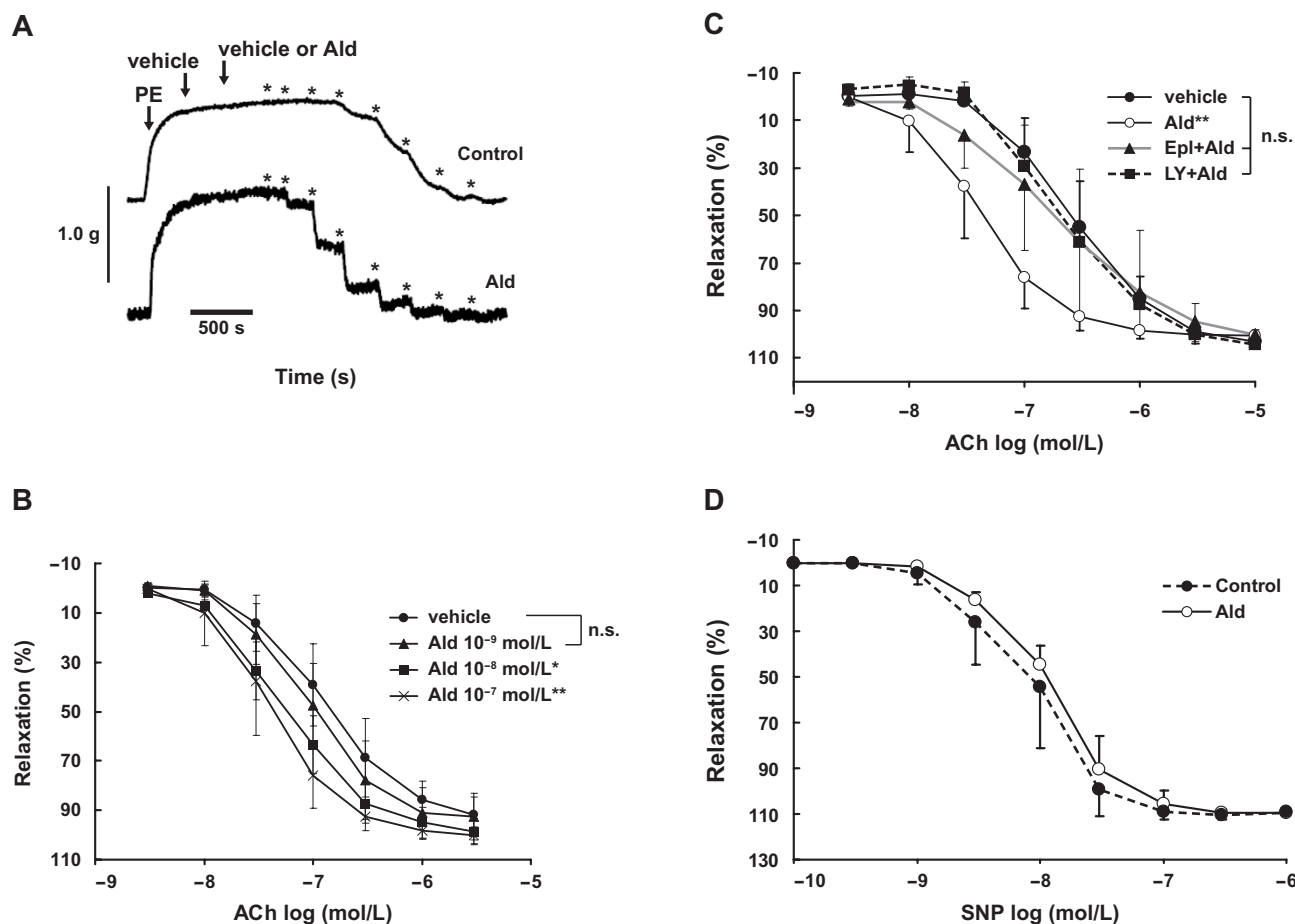 A
vehicle
vehicle or Ald
PE
* * * * * * * * *
Control
* * * * * * * *
1.0 g
Ald
500 s
Time (s)
B
−10
10
30
50
70
90
110
Relaxation (%)
vehicle
Ald 10⁻⁹ mol/L
n.s.
Ald 10⁻⁸ mol/L*
Ald 10⁻⁷ mol/L**
−9 −8 −7 −6 −5
ACh log (mol/L)
C
−10
10
30
50
70
90
110
Relaxation (%)
vehicle
Ald**
Epl+Ald
n.s.
LY+Ald
−9 −8 −7 −6 −5
ACh log (mol/L)
D
−10
10
30
50
70
90
110
130
Relaxation (%)
Control
Ald
−10 −9 −8 −7 −6
SNP log (mol/L)